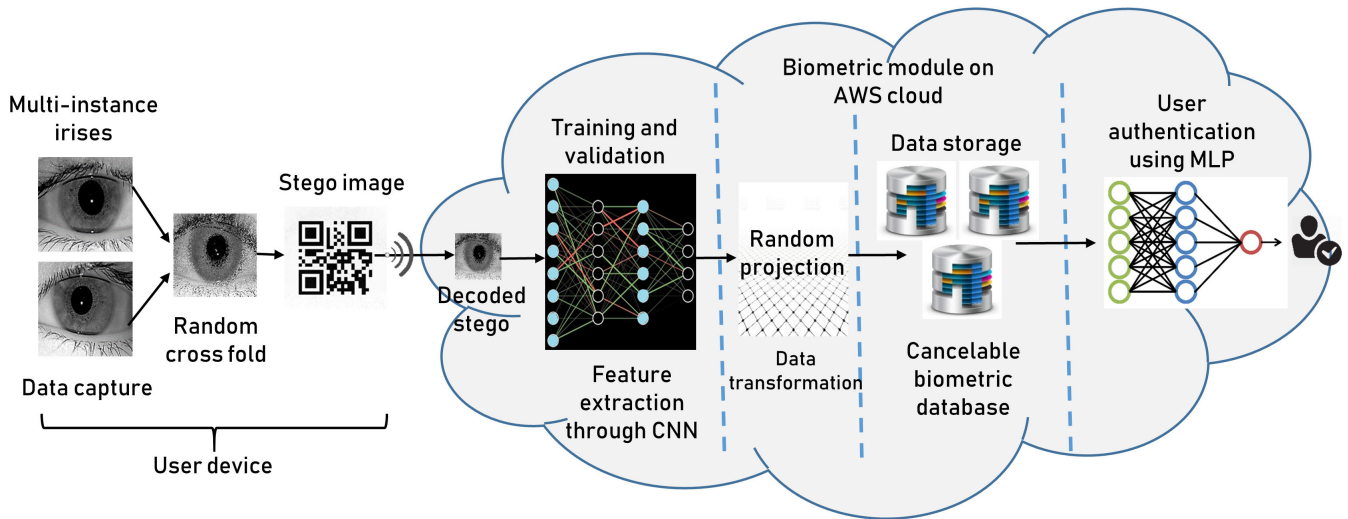 Multi-instance
irises
Data capture
Random
cross fold
Stego image
User device
Decoded
stego
Training and
validation
Feature
extraction
through CNN
Biometric module on
AWS cloud
Random
projection
Data
transformation
Data storage
Cancelable
biometric
database
User
authentication
using MLP